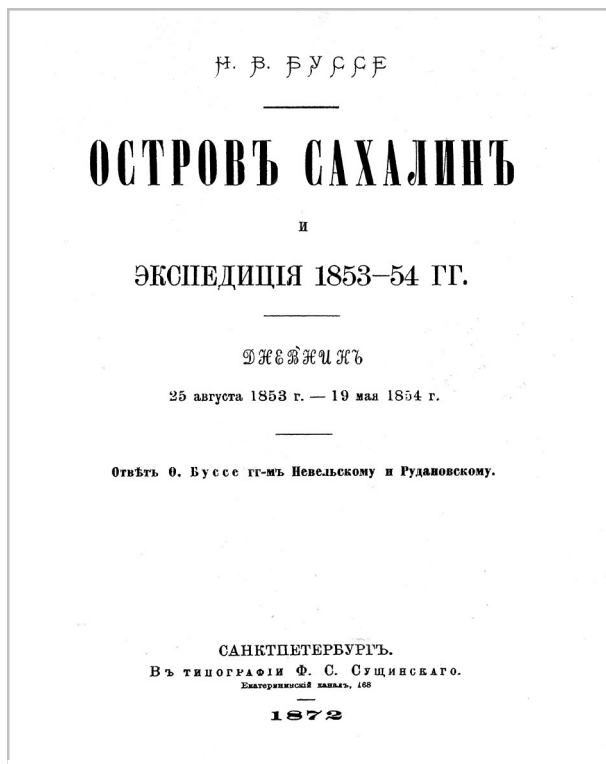 Н. В. БУССЕ
ОСТРОВЪ САХАЛИНЪ
И
ЭКСПЕДИЦІЯ 1853–54 ГГ.
ДНЕВНИКЪ
25 августа 1853 г. — 19 мая 1854 г.
Отвѣтъ Ѳ. Буссе гг-мъ Невельскому и Рудановскому.
САНКТПЕТЕРБУРГЪ.
Въ типографіи Ф. С. Сущинскаго.
Екатерининскій каналъ, 168
1872